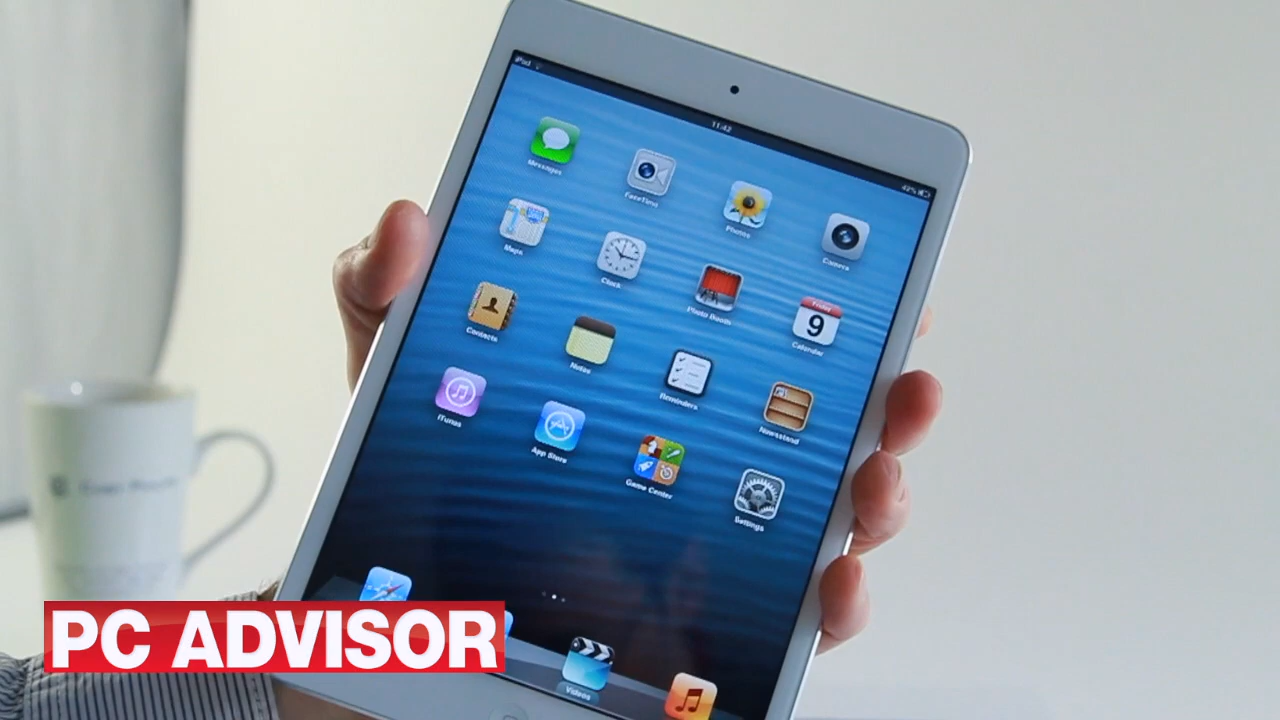 iPad
11:42
42%
Messages
FaceTime
Photos
Camera
Maps
Clock
Photo Booth
Friday
9
Calendar
Contacts
Notes
Reminders
Newsstand
iTunes
App Store
Game Center
Settings
Videos
PC ADVISOR